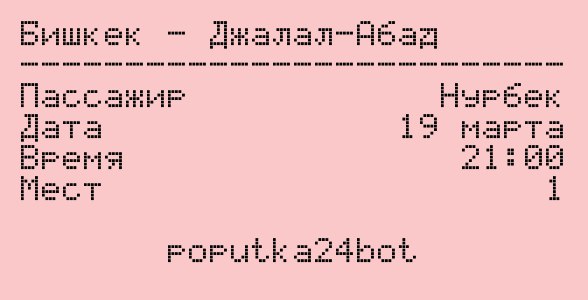 Бишкек - Джалал-Абад
--------------------------
Пассажир Нурбек
Дата 19 марта
Время 21:00
Мест 1
poputka24bot